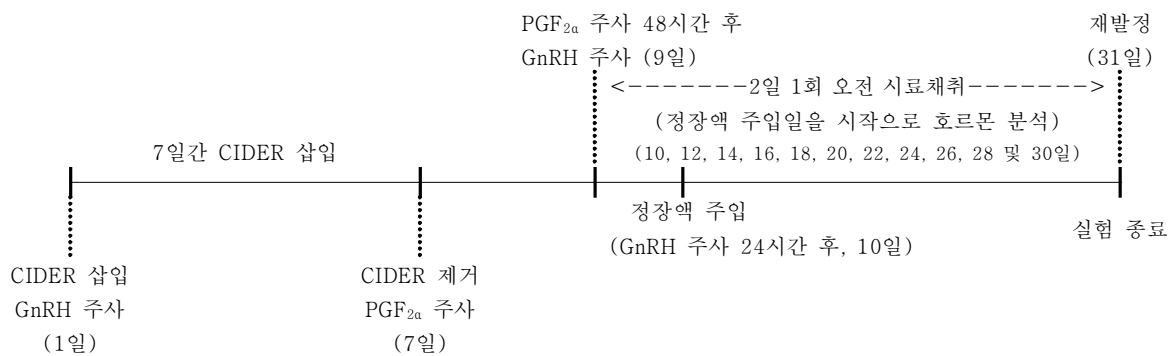 PGF2α 주사 48시간 후
GnRH 주사 (9일)
재발정
(31일)
<-------2일 1회 오전 시료채취------->
(정장액 주입일을 시작으로 호르몬 분석)
(10, 12, 14, 16, 18, 20, 22, 24, 26, 28 및 30일)
7일간 CIDER 삽입
정장액 주입
(GnRH 주사 24시간 후, 10일)
실험 종료
CIDER 삽입
GnRH 주사
(1일)
CIDER 제거
PGF2α 주사
(7일)